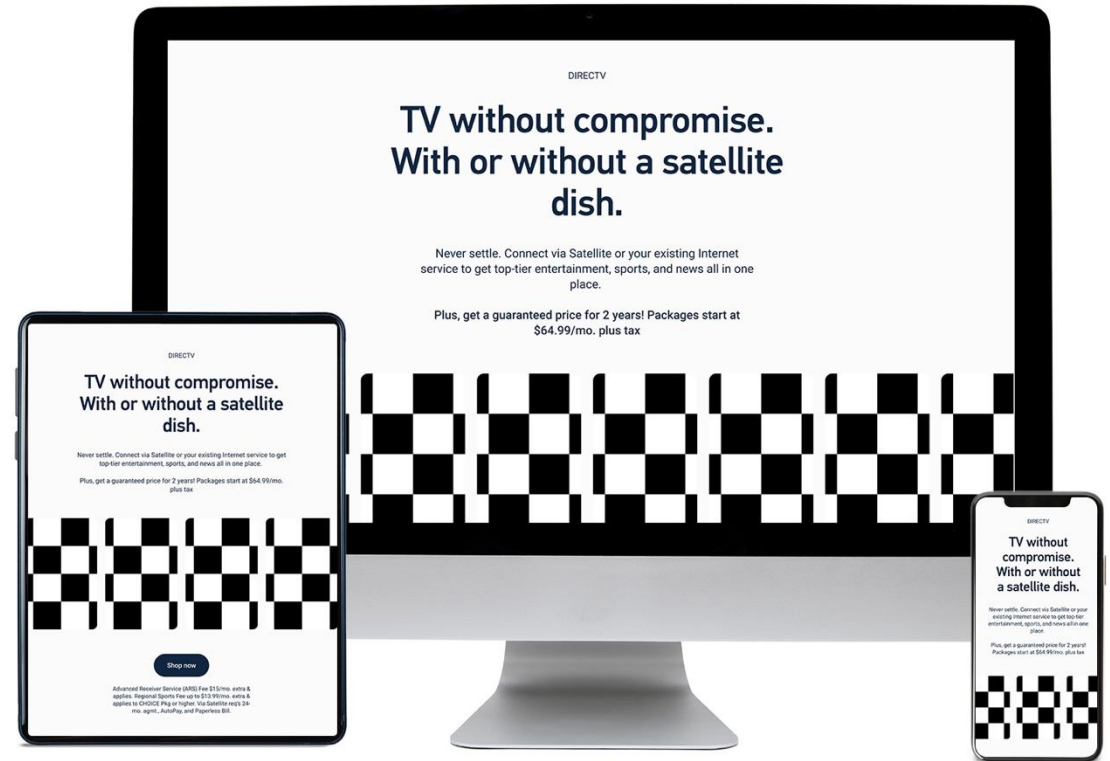 DIRECTV
TV without compromise.
With or without a satellite
dish.
Never settle. Connect via Satellite or your existing Internet
service to get top-tier entertainment, sports, and news all in one
place.
Plus, get a guaranteed price for 2 years! Packages start at
$64.99/mo. plus tax
DIRECTV
TV without compromise.
With or without a satellite
dish.
Never settle. Connect via Satellite or your existing Internet service to get
top-tier entertainment, sports, and news all in one place.
Plus, get a guaranteed price for 2 years! Packages start at $64.99/mo.
plus tax
Shop now
Advanced Receiver Service (ARS) Fee $15/mo. extra &
applies. Regional Sports Fee up to $13.99/mo. extra &
applies to CHOICE Pkg or higher. Via Satellite req's 24-
mo. agmt., AutoPay, and Paperless Bill.
DIRECTV
TV without
compromise.
With or without
a satellite dish.
Never settle. Connect via Satellite or your
existing Internet service to get top-tier
entertainment, sports, and news all in one
place.
Plus, get a guaranteed price for 2 years!
Packages start at $64.99/mo. plus tax